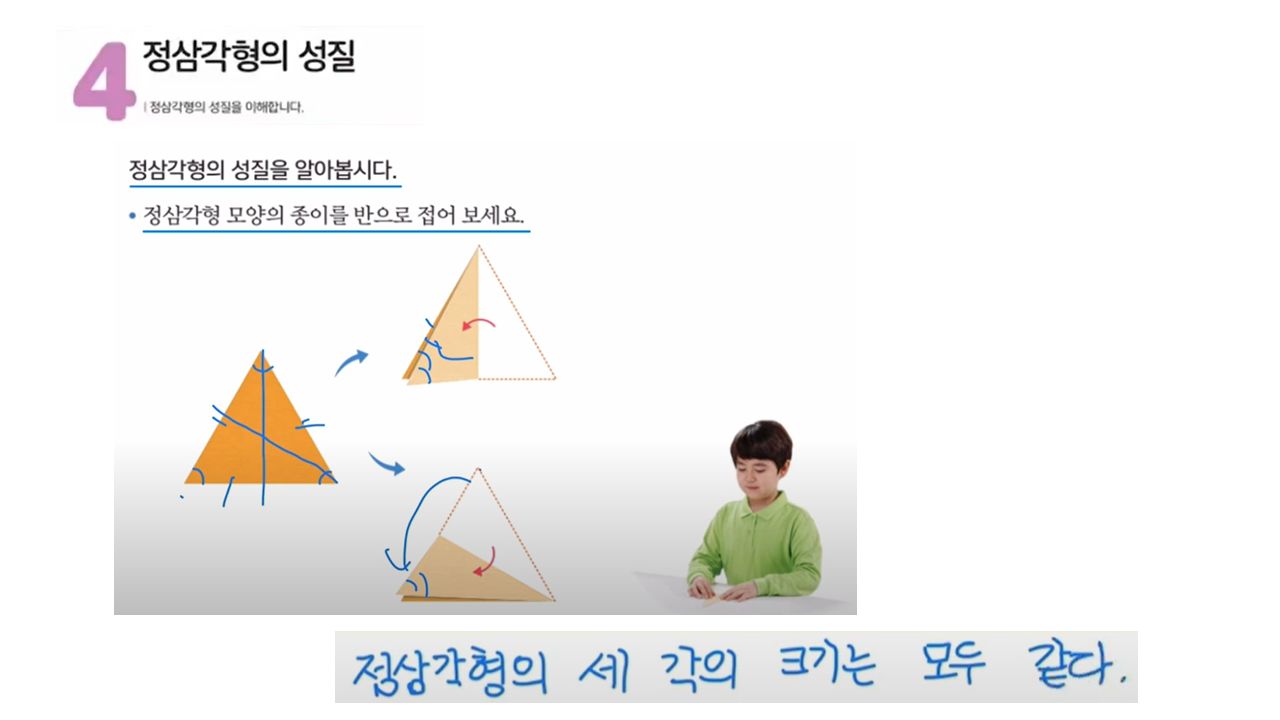 4 정삼각형의 성질
정삼각형의 성질을 이해합니다.
정삼각형의 성질을 알아봅시다.
• 정삼각형 모양의 종이를 반으로 접어 보세요.
정삼각형의 세 각의 크기는 모두 같다.